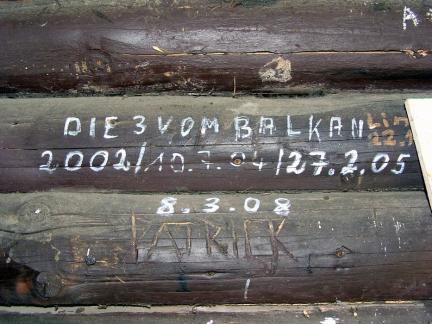 A
DIE 3 VOM BALKAN
2002/10.7.04/27.2.05
8.3.08
PATRICK